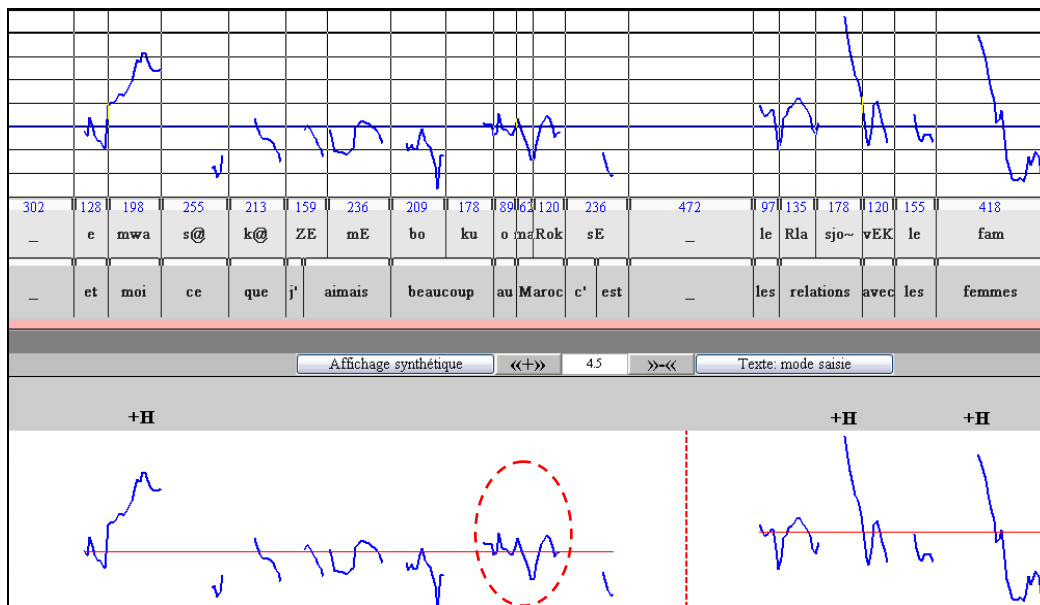 302 128 198 255 213 159 236 209 178 89 62 120 236 472 97 135 178 120 155 418
_ e mwa s@ k@ ZE mE bo ku o ma Rok sE _ le Rla sjo~ vEK le fam
_ et moi ce que j' aimais beaucoup au Maroc c' est _ les relations avec les femmes
Affichage synthétique «+» 4.5 »-« Texte: mode saisie
+H +H +H